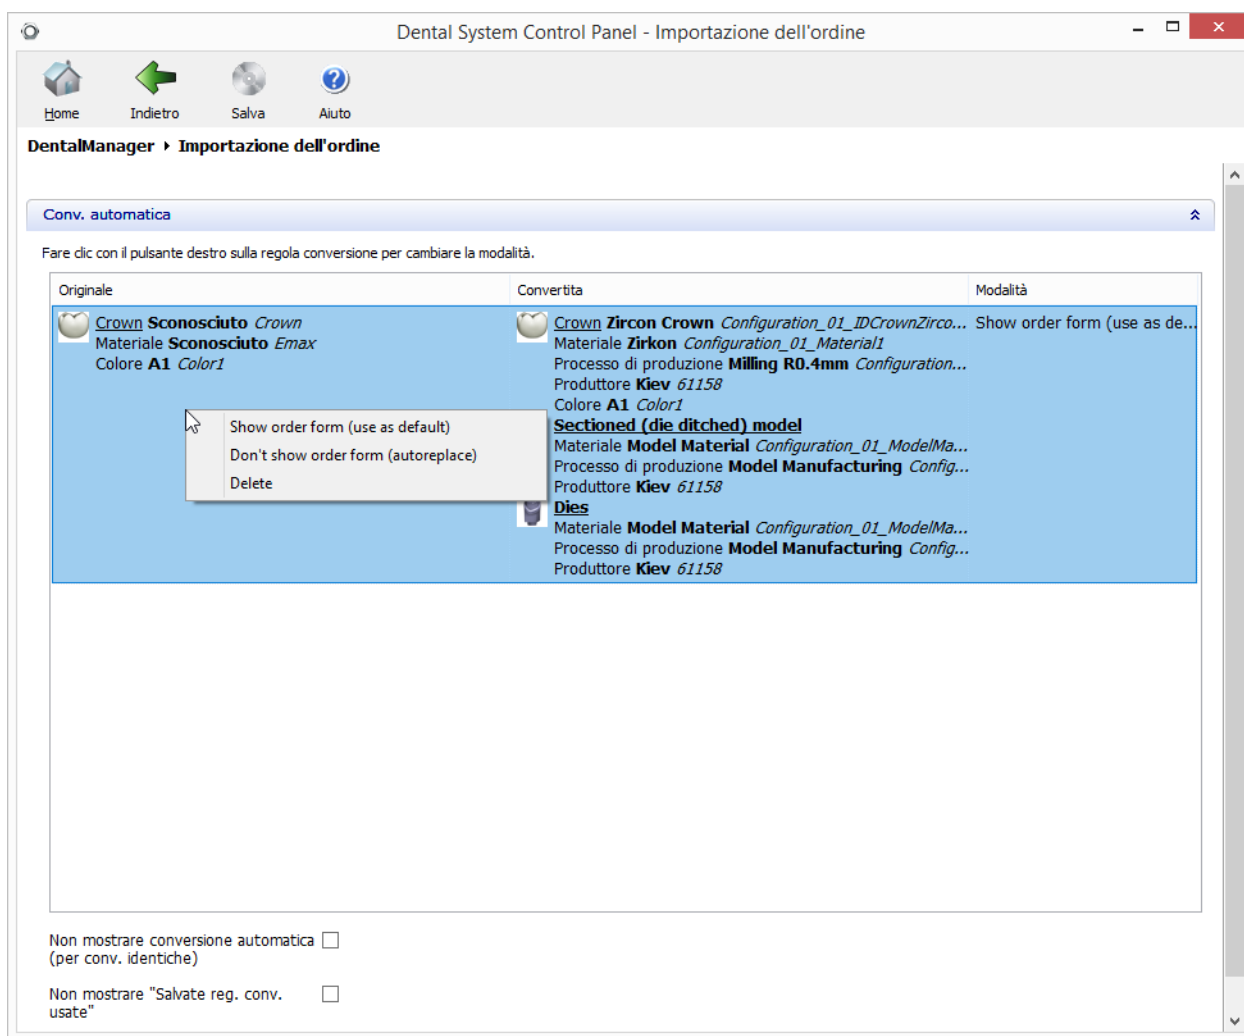 Dental System Control Panel - Importazione dell'ordine
Home Indietro Salva Aiuto
DentalManager Importazione dell'ordine
Conv. automatica
Fare clic con il pulsante destro sulla regola conversione per cambiare la modalità.
Originale Convertita Modalità
Crown Sconosciuto Crown
Materiale Sconosciuto Emax
Colore A1 Color1
Crown Zircon Crown Configuration_01_IDCrownZirco...
Materiale Zirkon Configuration_01_Material1
Processo di produzione Milling R0.4mm Configuration...
Produttore Kiev 61158
Colore A1 Color1
Sectioned (die ditched) model
Materiale Model Material Configuration_01_ModelMa...
Processo di produzione Model Manufacturing Config...
Produttore Kiev 61158
Dies
Materiale Model Material Configuration_01_ModelMa...
Processo di produzione Model Manufacturing Config...
Produttore Kiev 61158
Show order form (use as de...
Show order form (use as default)
Don't show order form (autoreplace)
Delete
Non mostrare conversione automatica
(per conv. identiche)
Non mostrare "Salvate reg. conv.
usate"